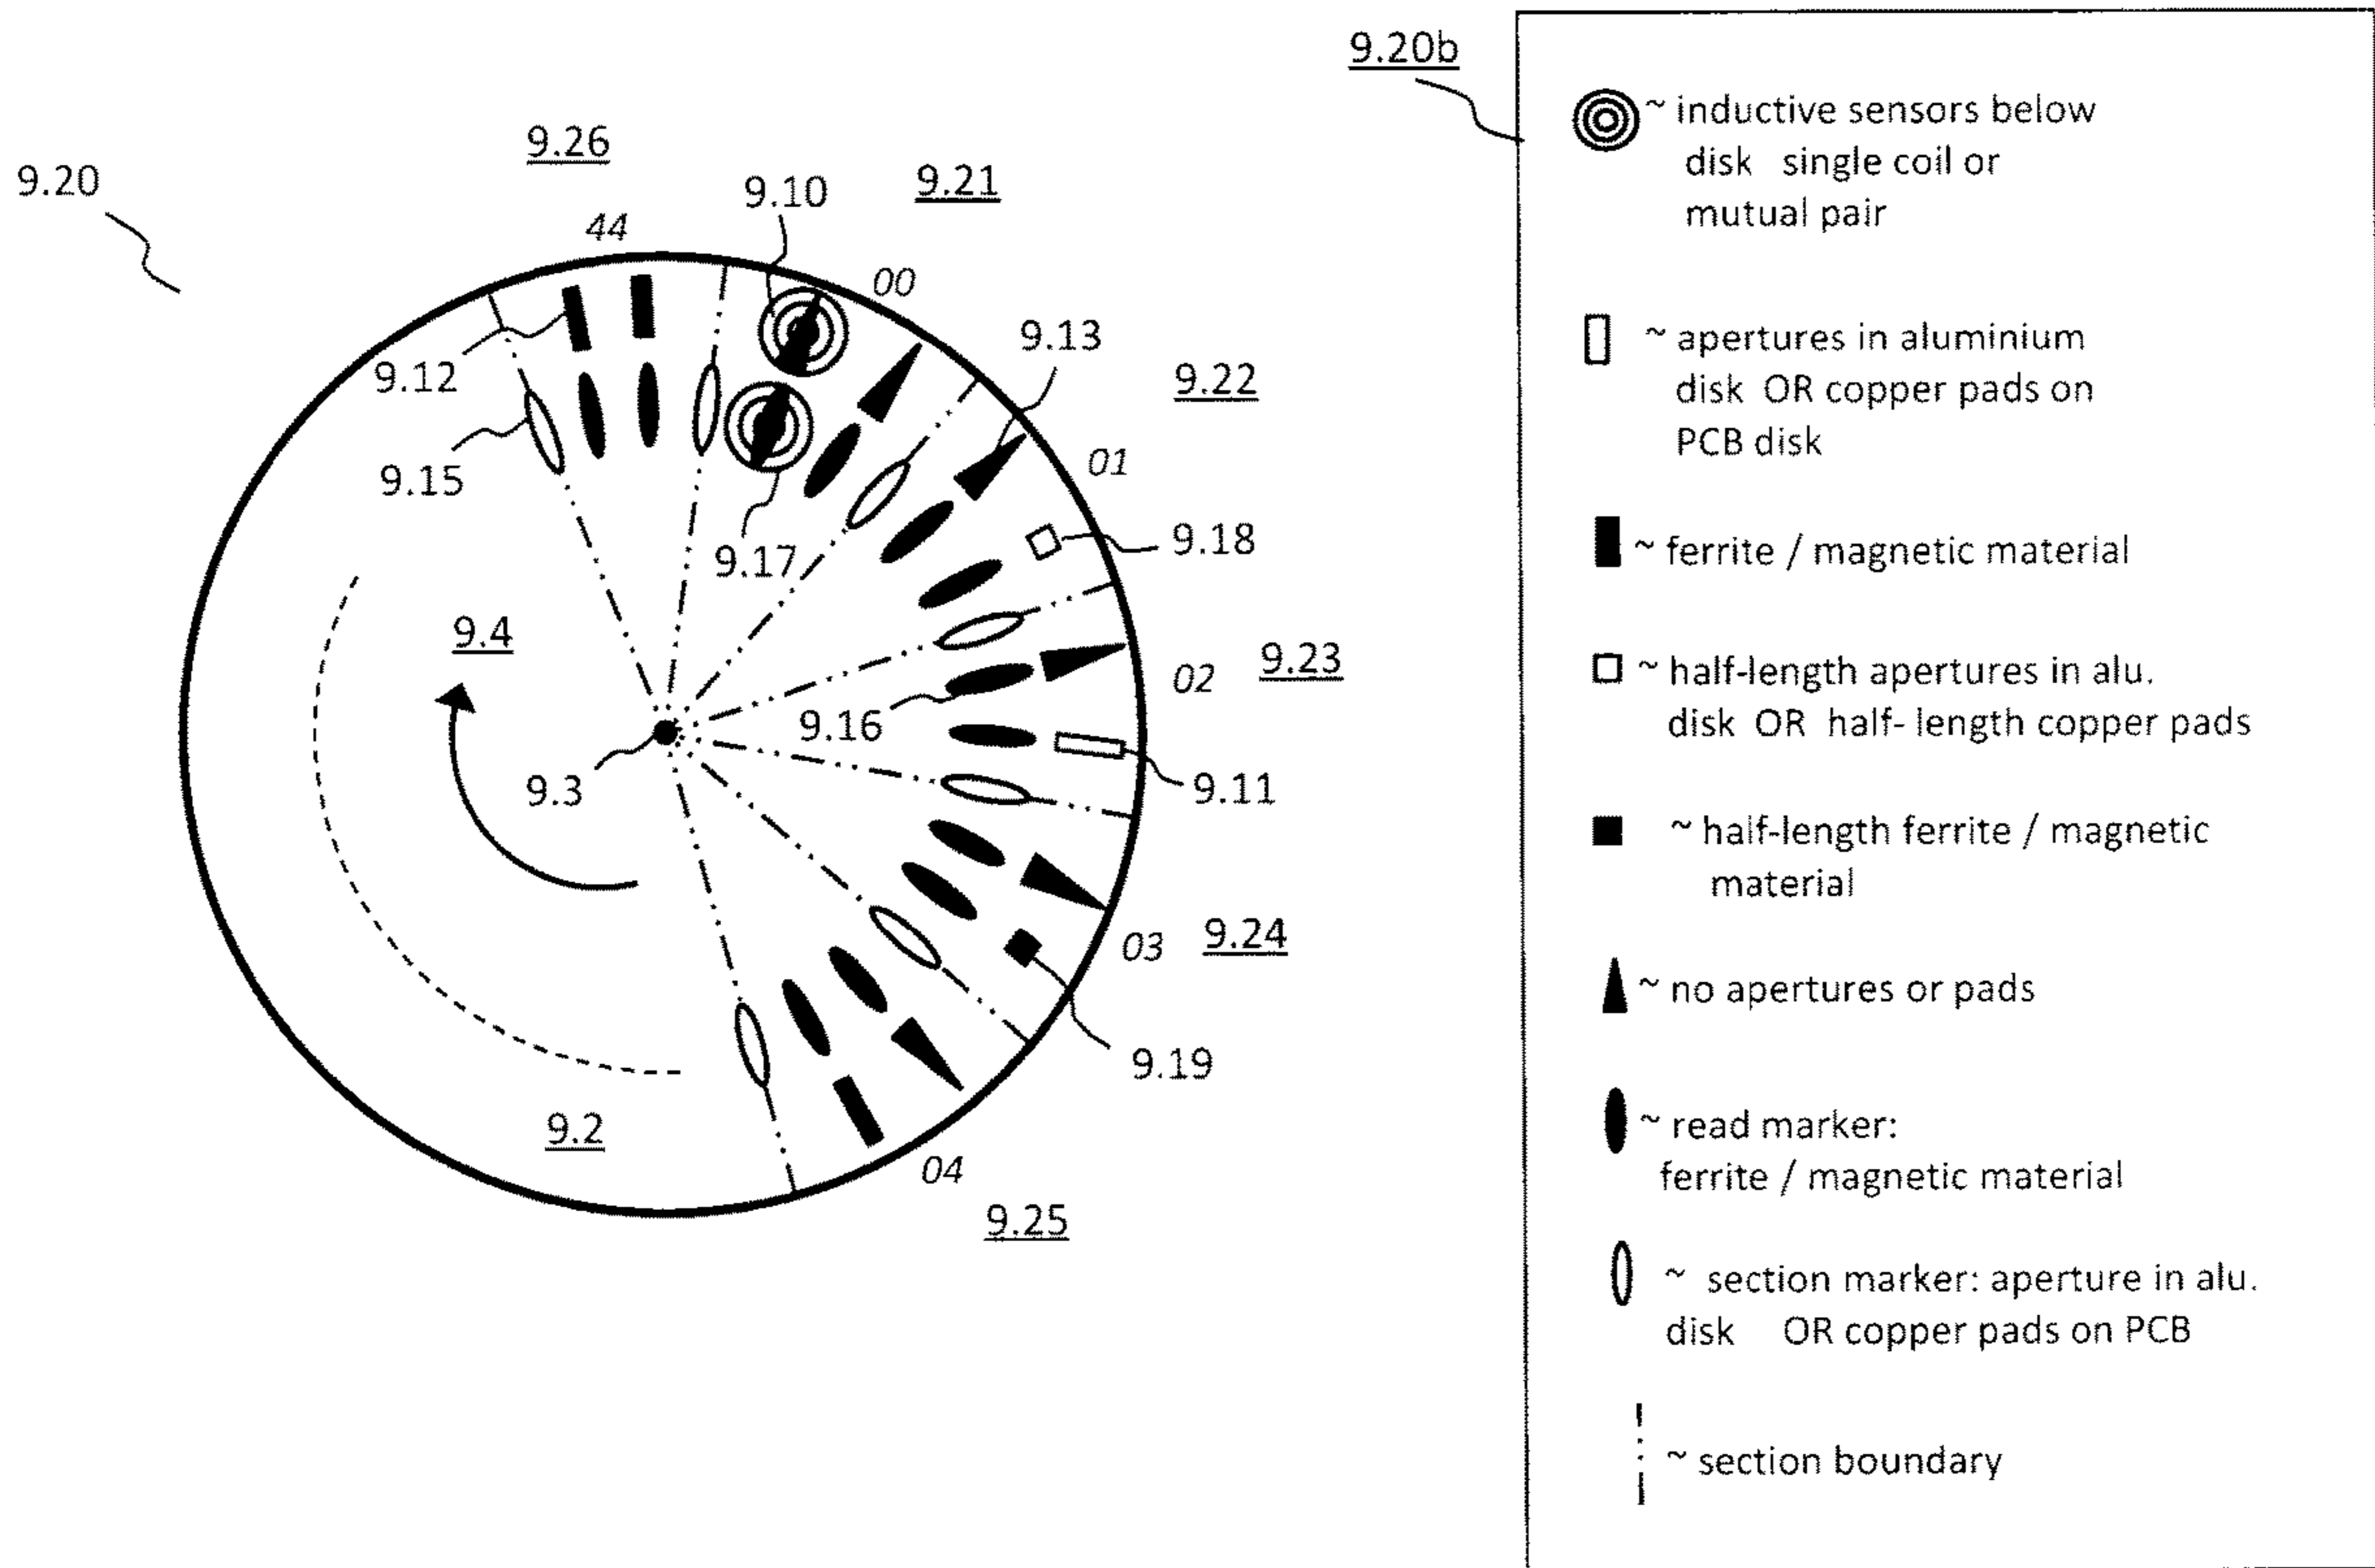 9.20b
9.26
9.20
9.10
9.21
44
00
9.13
9.12
9.22
9.15
01
9.17
9.18
9.4
9.23
02
9.16
9.3
9.11
03
9.24
9.19
9.2
04
9.25
~ inductive sensors below
disk single coil or
mutual pair
~ apertures in aluminium
disk OR copper pads on
PCB disk
~ ferrite / magnetic material
~ half-length apertures in alu.
disk OR half- length copper pads
~ half-length ferrite / magnetic
material
~ no apertures or pads
~ read marker:
ferrite / magnetic material
~ section marker: aperture in alu.
disk OR copper pads on PCB
~ section boundary